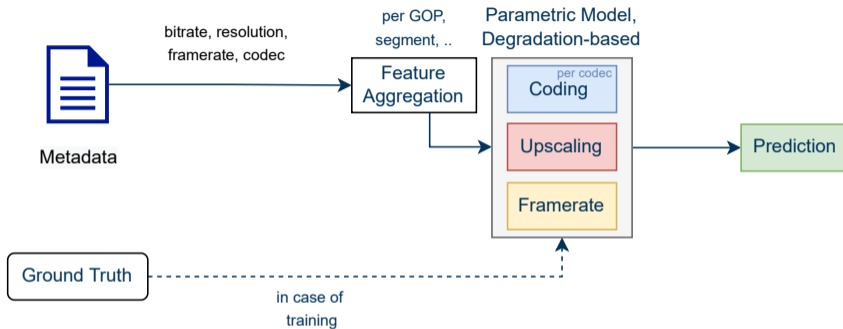 bitrate, resolution,
framerate, codec
Metadata
per GOP,
segment, ..
Feature
Aggregation
Parametric Model,
Degradation-based
per codec
Coding
Upscaling
Framerate
Prediction
Ground Truth
in case of
training